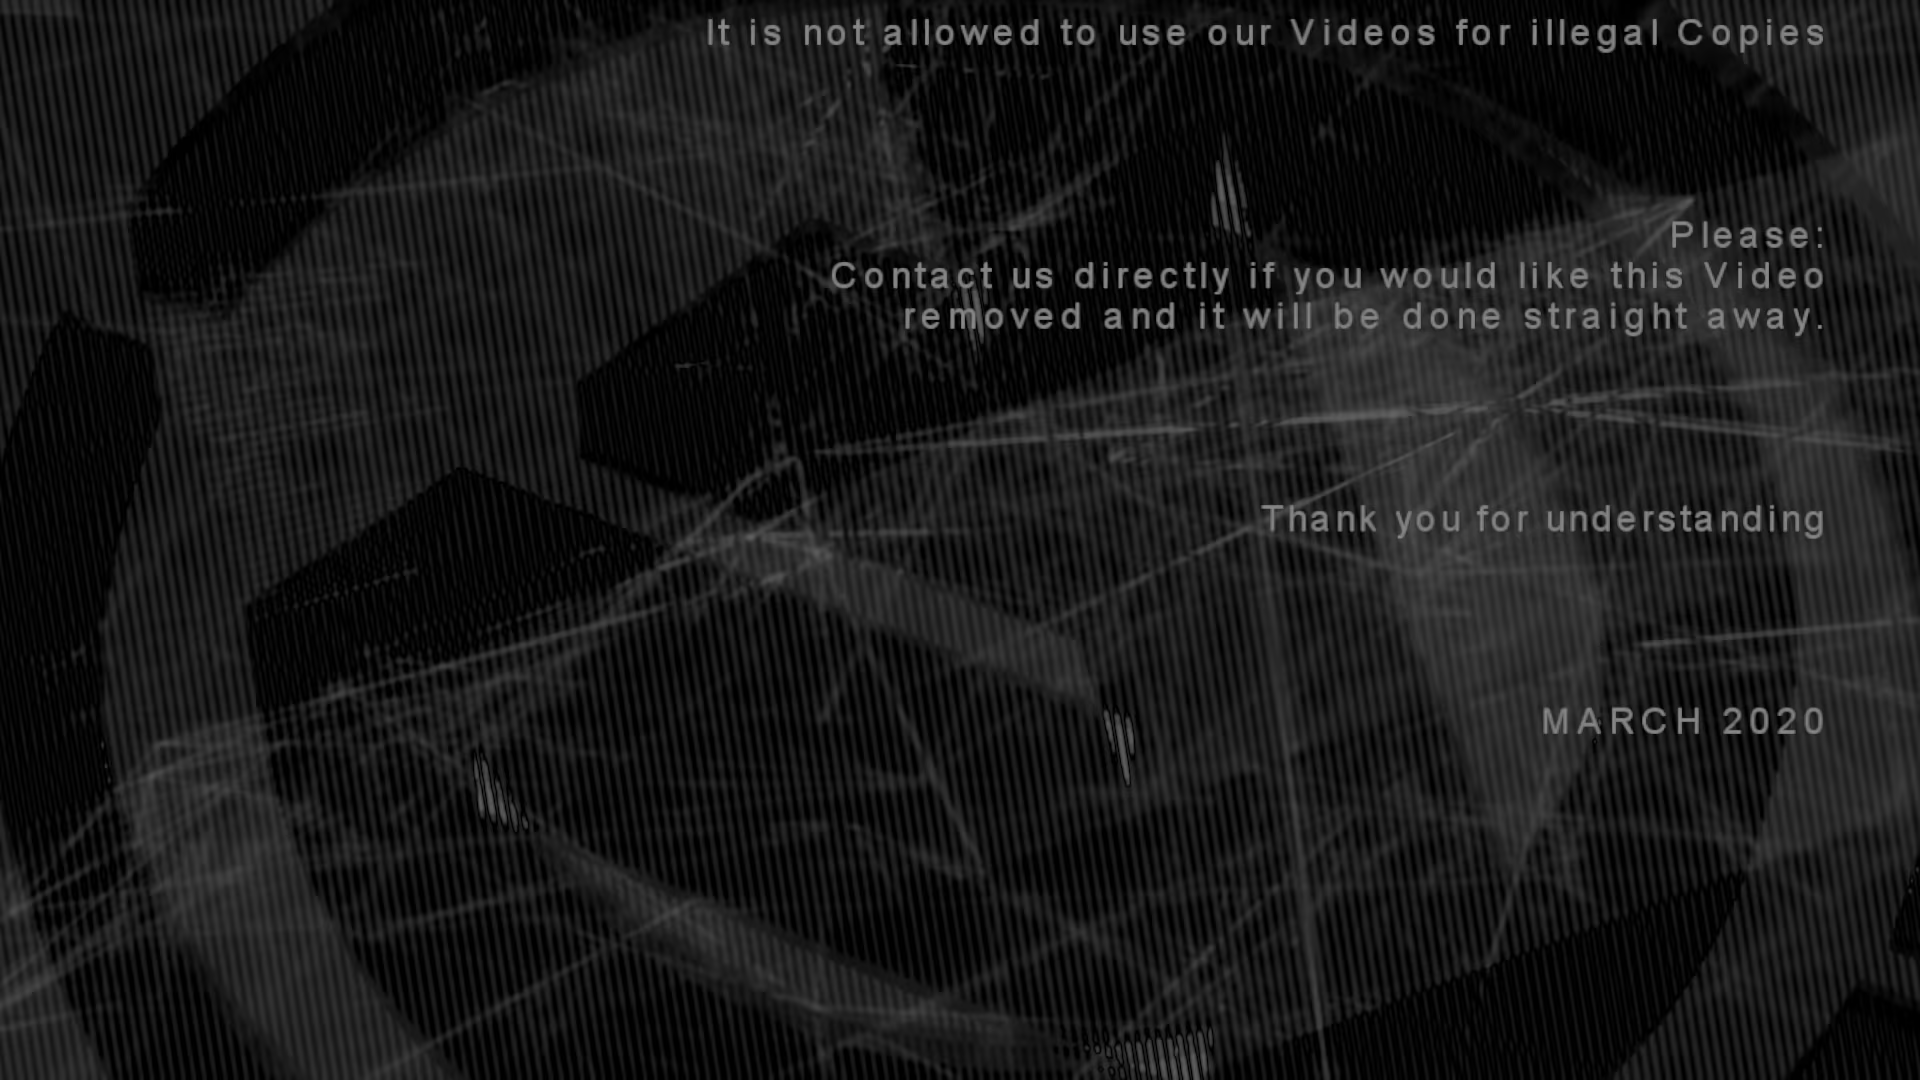 It is not allowed to use our Videos for illegal Copies
Please:
Contact us directly if you would like this Video
removed and it will be done straight away.
Thank you for understanding
MARCH 2020